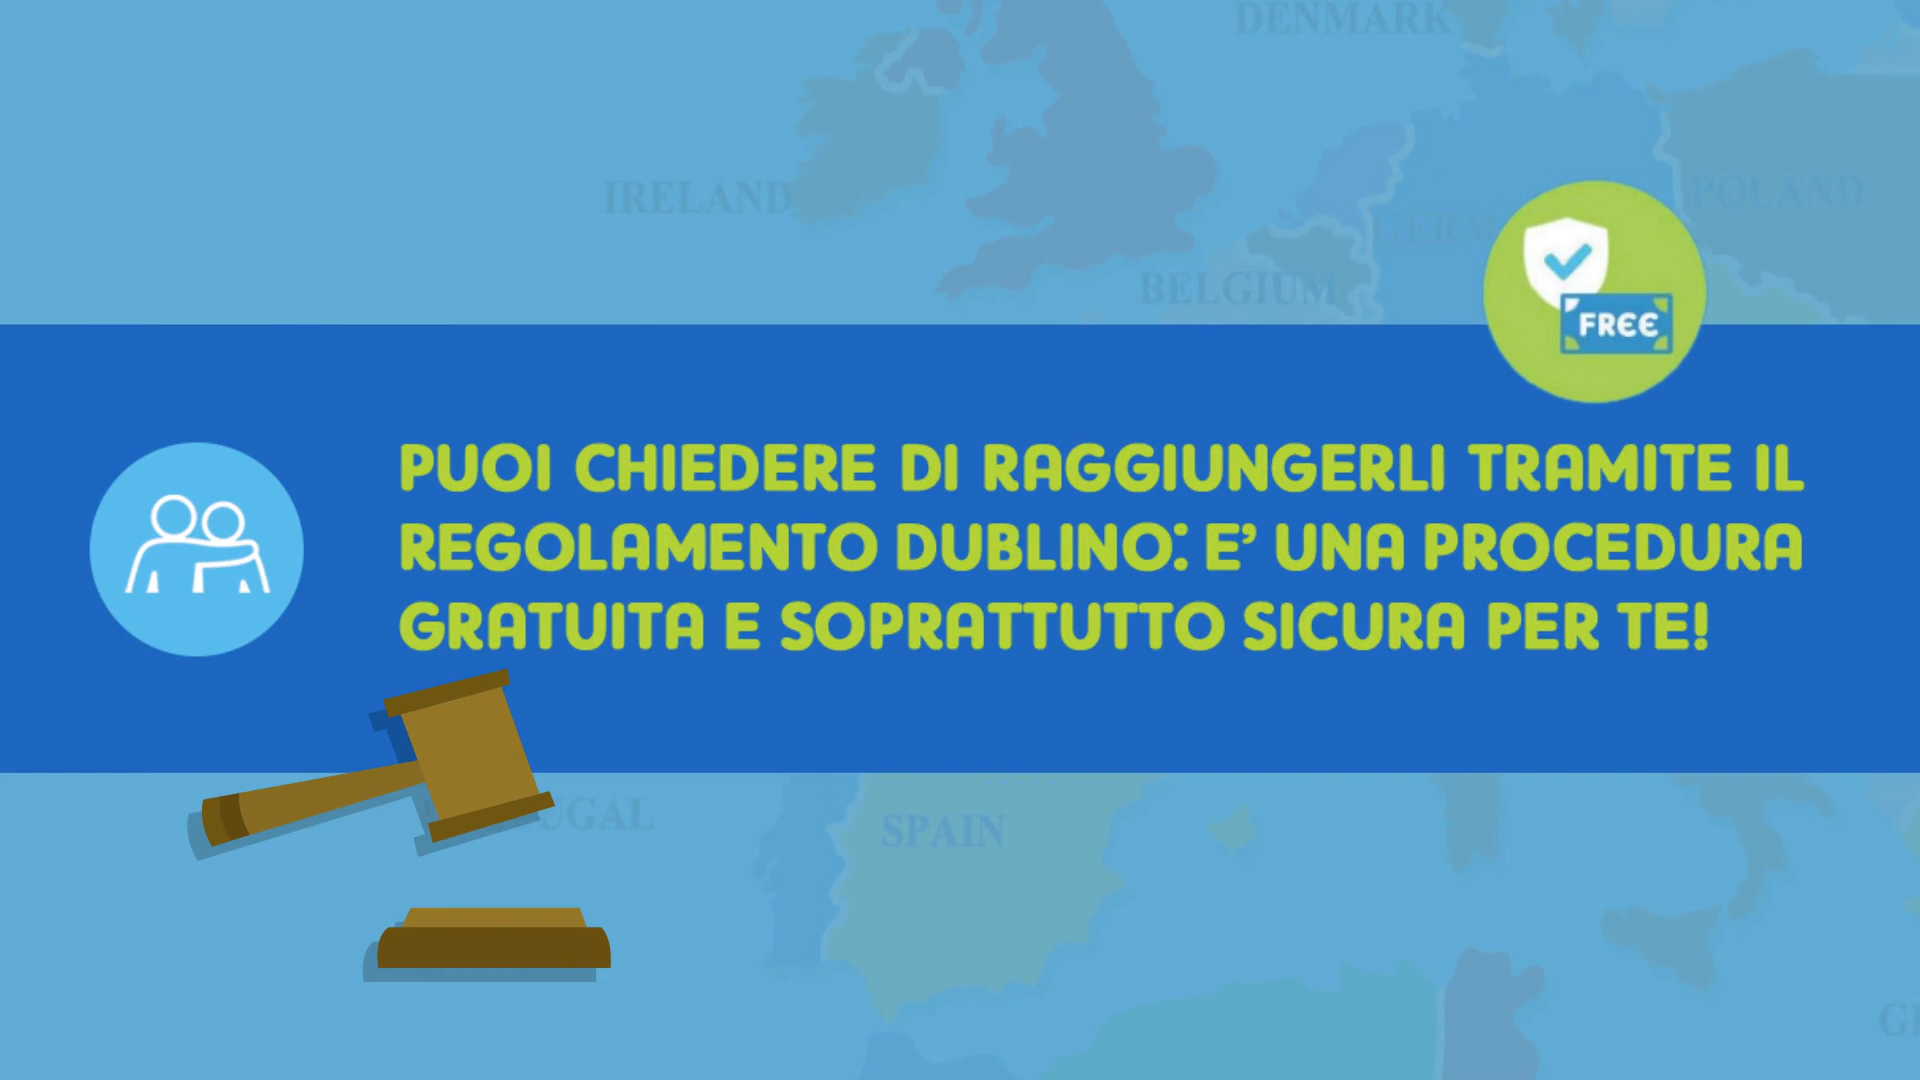 DENMARK
IRELAND
POLAND
BELGIUM
FREE
PUOI CHIEDERE DI RAGGIUNGERLI TRAMITE IL
REGOLAMENTO DUBLINO: E' UNA PROCEDURA
GRATUITA E SOPRATTUTTO SICURA PER TE!
SPAIN